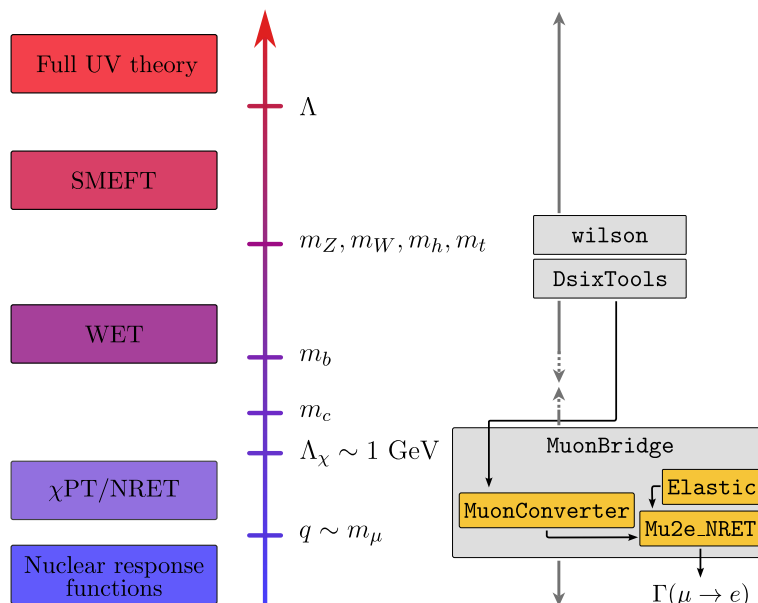 Full UV theory
Λ
SMEFT
m_Z, m_W, m_h, m_t
wilson
DsixTools
WET
m_b
m_c
Λ_χ ∼ 1 GeV
MuonBridge
χPT/NRET
Elastic
MuonConverter
Mu2e_NRET
q ∼ m_μ
Nuclear response
functions
Γ(μ → e)